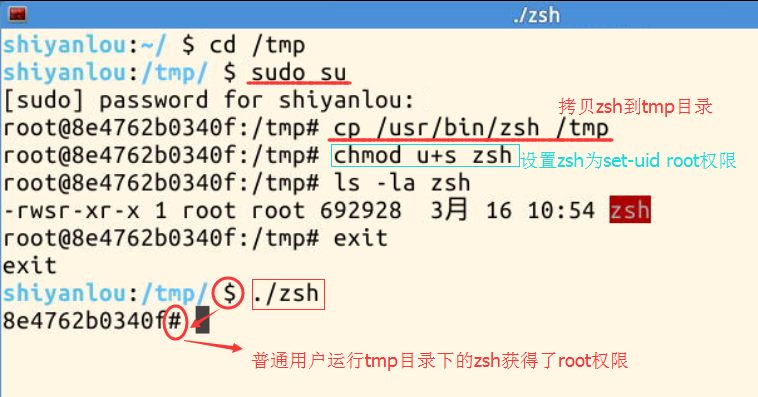 ./zsh
shiyanlou:~/ $ cd /tmp
shiyanlou:/tmp/ $ sudo su
[sudo] password for shiyanlou:
拷贝zsh到tmp目录
root@8e4762b0340f:/tmp# cp /usr/bin/zsh /tmp
root@8e4762b0340f:/tmp# chmod u+s zsh 设置zsh为set-uid root权限
root@8e4762b0340f:/tmp# ls -la zsh
-rwsr-xr-x 1 root root 692928  3月 16 10:54 zsh
root@8e4762b0340f:/tmp# exit
exit
shiyanlou:/tmp/ $ ./zsh
8e4762b0340f#
普通用户运行tmp目录下的zsh获得了root权限